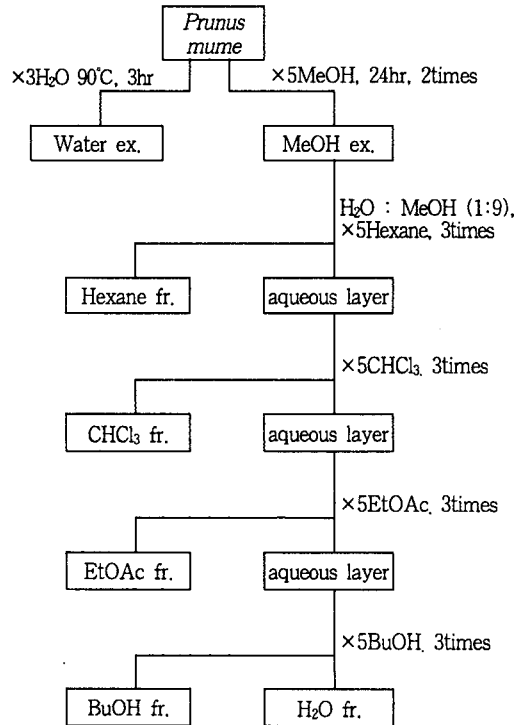 Prunus
mume
×3H₂O 90℃, 3hr
×5MeOH, 24hr, 2times
Water ex.
MeOH ex.
H₂O : MeOH (1:9),
×5Hexane, 3times
Hexane fr.
aqueous layer
×5CHCl₃, 3times
CHCl₃ fr.
aqueous layer
×5EtOAc, 3times
EtOAc fr.
aqueous layer
×5BuOH, 3times
BuOH fr.
H₂O fr.